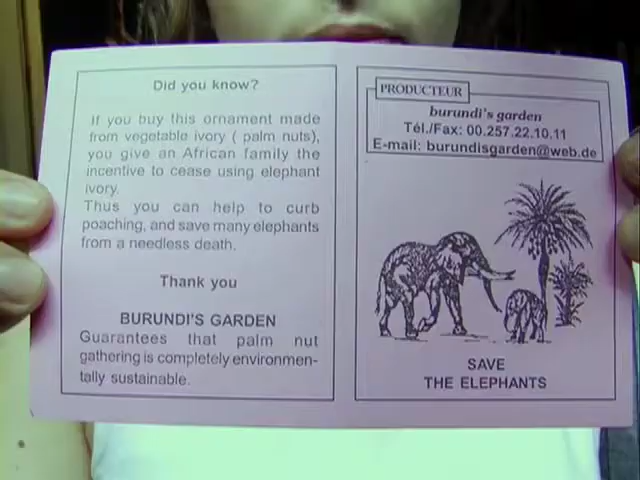 Did you know?
If you buy this ornament made
from vegetable ivory ( palm nuts),
you give an African family the
incentive to cease using elephant
ivory.
Thus you can help to curb
poaching, and save many elephants
from a needless death.
Thank you
BURUNDI'S GARDEN
Guarantees that palm nut
gathering is completely environmen-
tally sustainable.
PRODUCTEUR
burundi's garden
Tél./Fax: 00.257.22.10.11
E-mail: burundisgarden@web.de
SAVE
THE ELEPHANTS